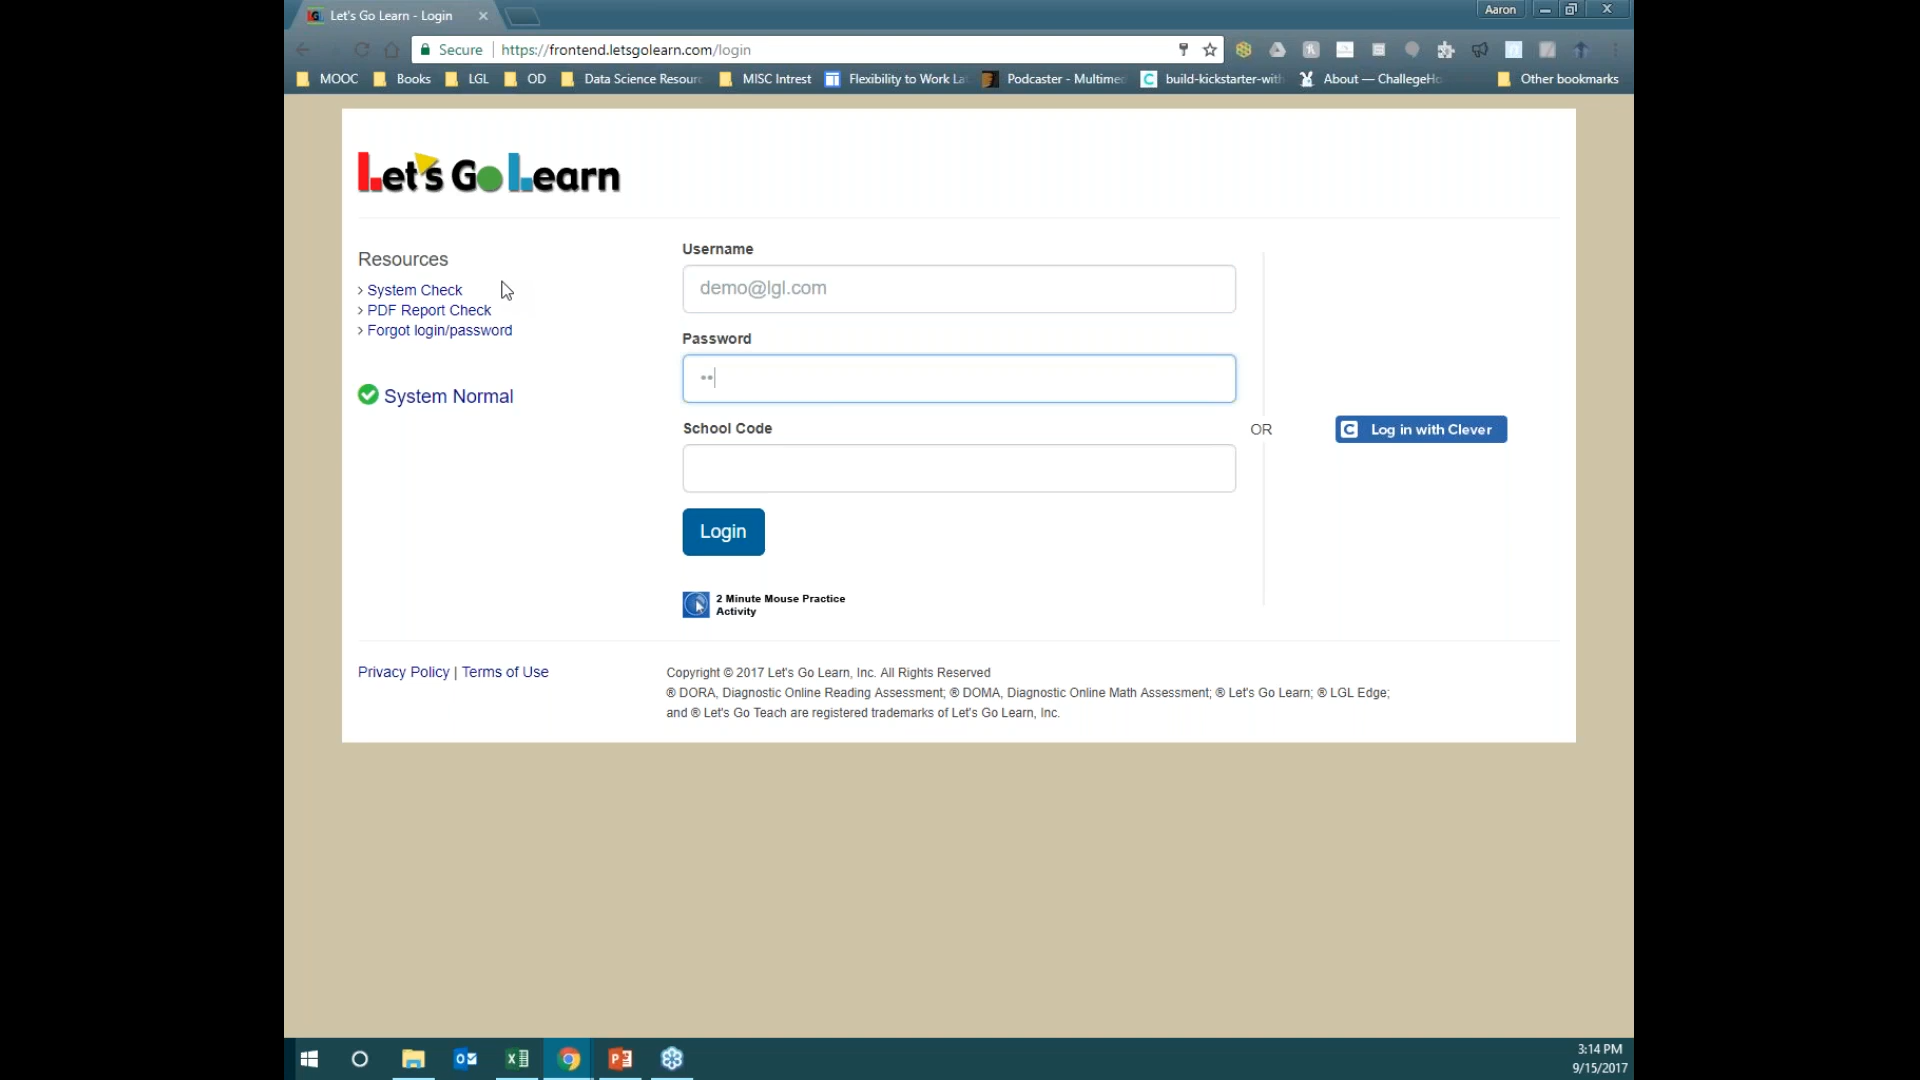 Let's Go Learn - Login
Aaron
Secure https://frontend.letsgolearn.com/login
MOOC Books LGL OD Data Science Resour MISC Intrest Flexibility to Work La Podcaster - Multime build-kickstarter-with About — ChallegeHo Other bookmarks
Let's Go Learn
Resources
System Check
PDF Report Check
Forgot login/password
System Normal
Username
demo@lgl.com
Password
School Code
Login
OR
Log in with Clever
2 Minute Mouse Practice
Activity
Privacy Policy | Terms of Use
Copyright © 2017 Let's Go Learn, Inc. All Rights Reserved
® DORA, Diagnostic Online Reading Assessment; ® DOMA, Diagnostic Online Math Assessment; ® Let's Go Learn; ® LGL Edge;
and ® Let's Go Teach are registered trademarks of Let's Go Learn, Inc.
3:14 PM
9/15/2017